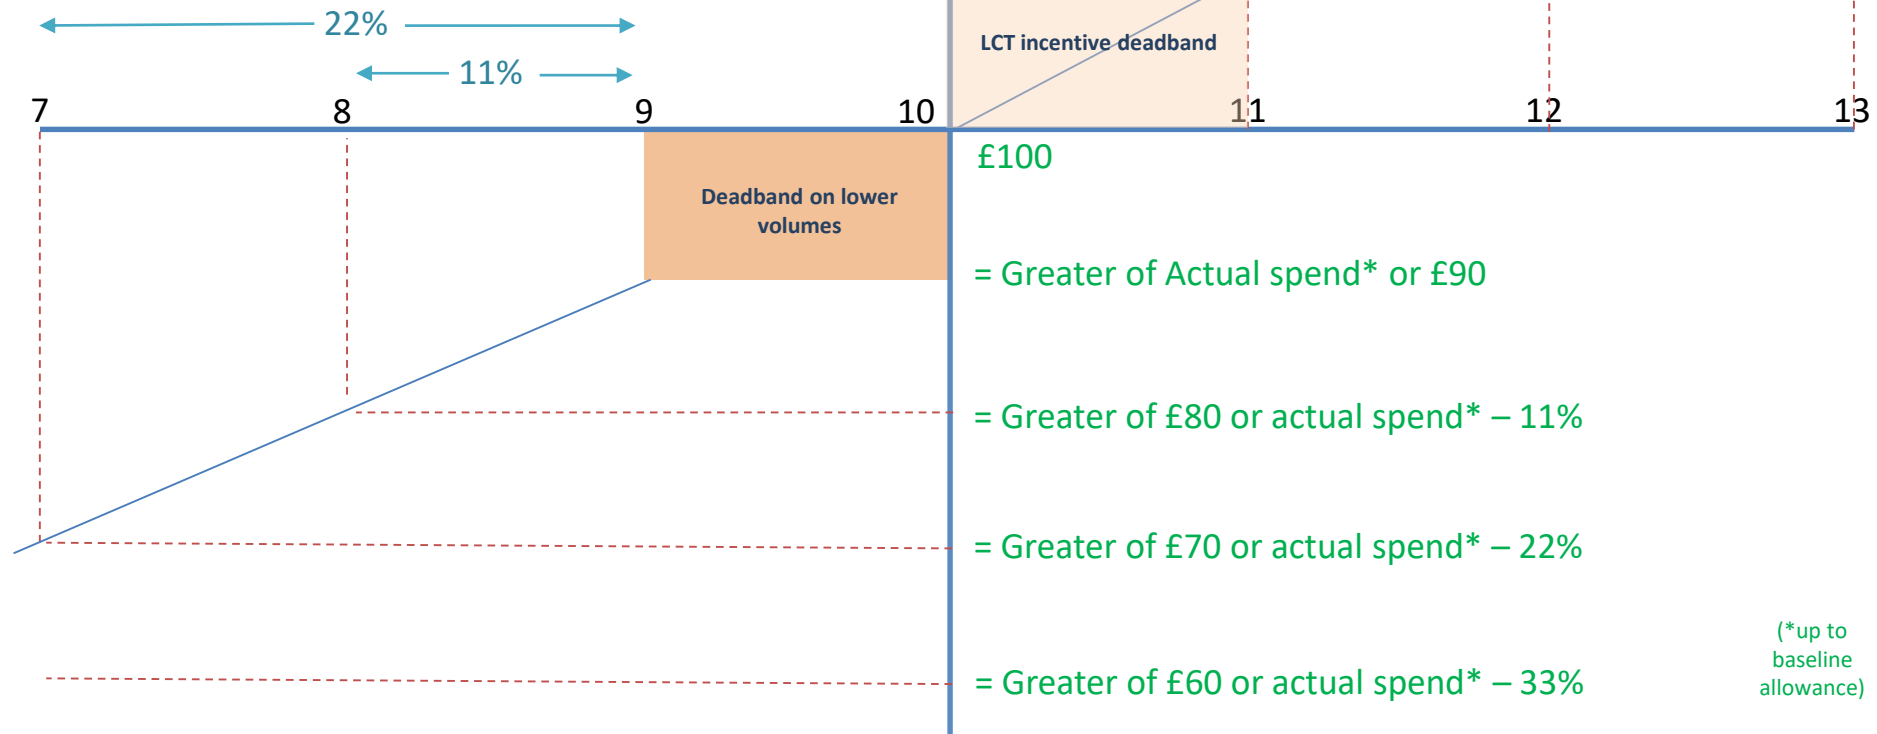 22%
11%
LCT incentive deadband
7
8
9
10
11
12
13
£100
Deadband on lower
volumes
= Greater of Actual spend* or £90
= Greater of £80 or actual spend* – 11%
= Greater of £70 or actual spend* – 22%
= Greater of £60 or actual spend* – 33%
(*up to
baseline
allowance)